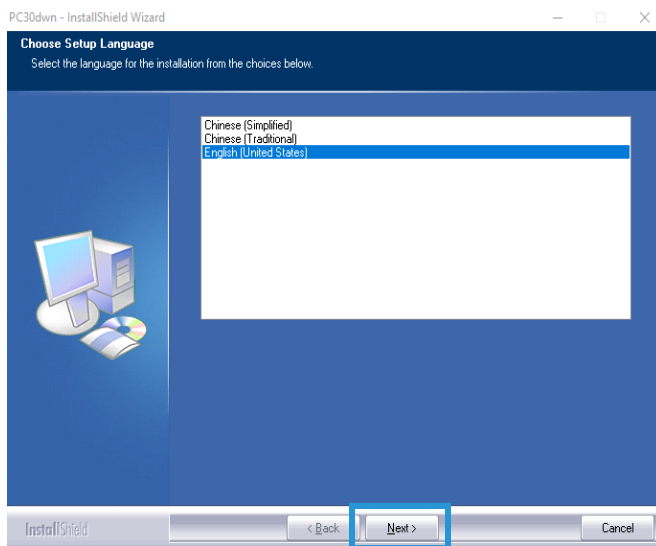 PC30dwn - InstallShield Wizard
Choose Setup Language
Select the language for the installation from the choices below.
Chinese (Simplified)
Chinese (Traditional)
English (United States)
InstallShield
< Back
Next >
Cancel